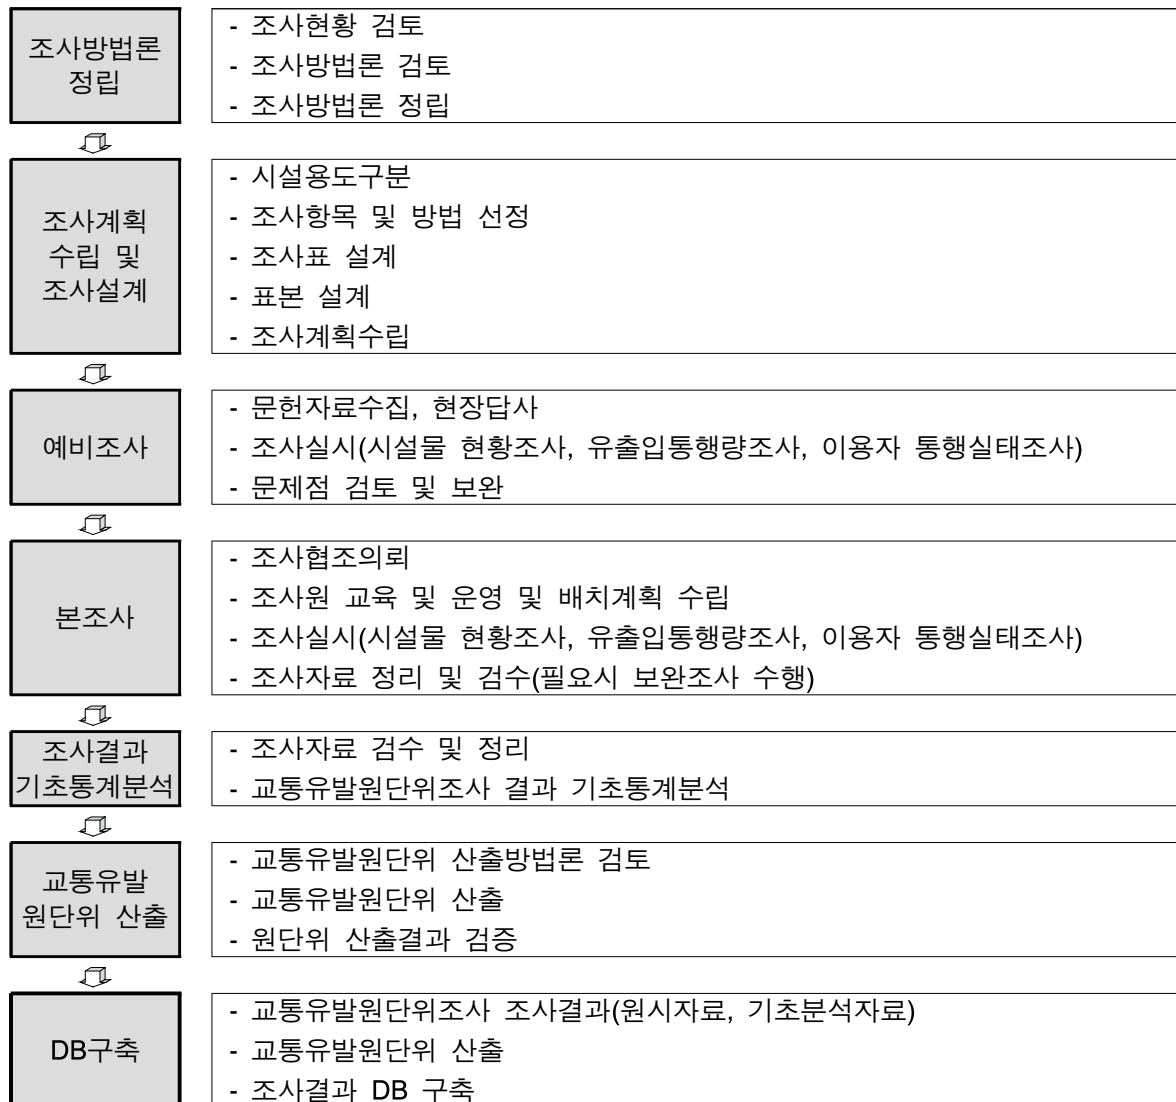 조사방법론
정립
- 조사현황 검토
- 조사방법론 검토
- 조사방법론 정립
조사계획
수립 및
조사설계
- 시설용도구분
- 조사항목 및 방법 선정
- 조사표 설계
- 표본 설계
- 조사계획수립
예비조사
- 문헌자료수집, 현장답사
- 조사실시(시설물 현황조사, 유출입통행량조사, 이용자 통행실태조사)
- 문제점 검토 및 보완
본조사
- 조사협조의뢰
- 조사원 교육 및 운영 및 배치계획 수립
- 조사실시(시설물 현황조사, 유출입통행량조사, 이용자 통행실태조사)
- 조사자료 정리 및 검수(필요시 보완조사 수행)
조사결과
기초통계분석
- 조사자료 검수 및 정리
- 교통유발원단위조사 결과 기초통계분석
교통유발
원단위 산출
- 교통유발원단위 산출방법론 검토
- 교통유발원단위 산출
- 원단위 산출결과 검증
DB구축
- 교통유발원단위조사 조사결과(원시자료, 기초분석자료)
- 교통유발원단위 산출
- 조사결과 DB 구축